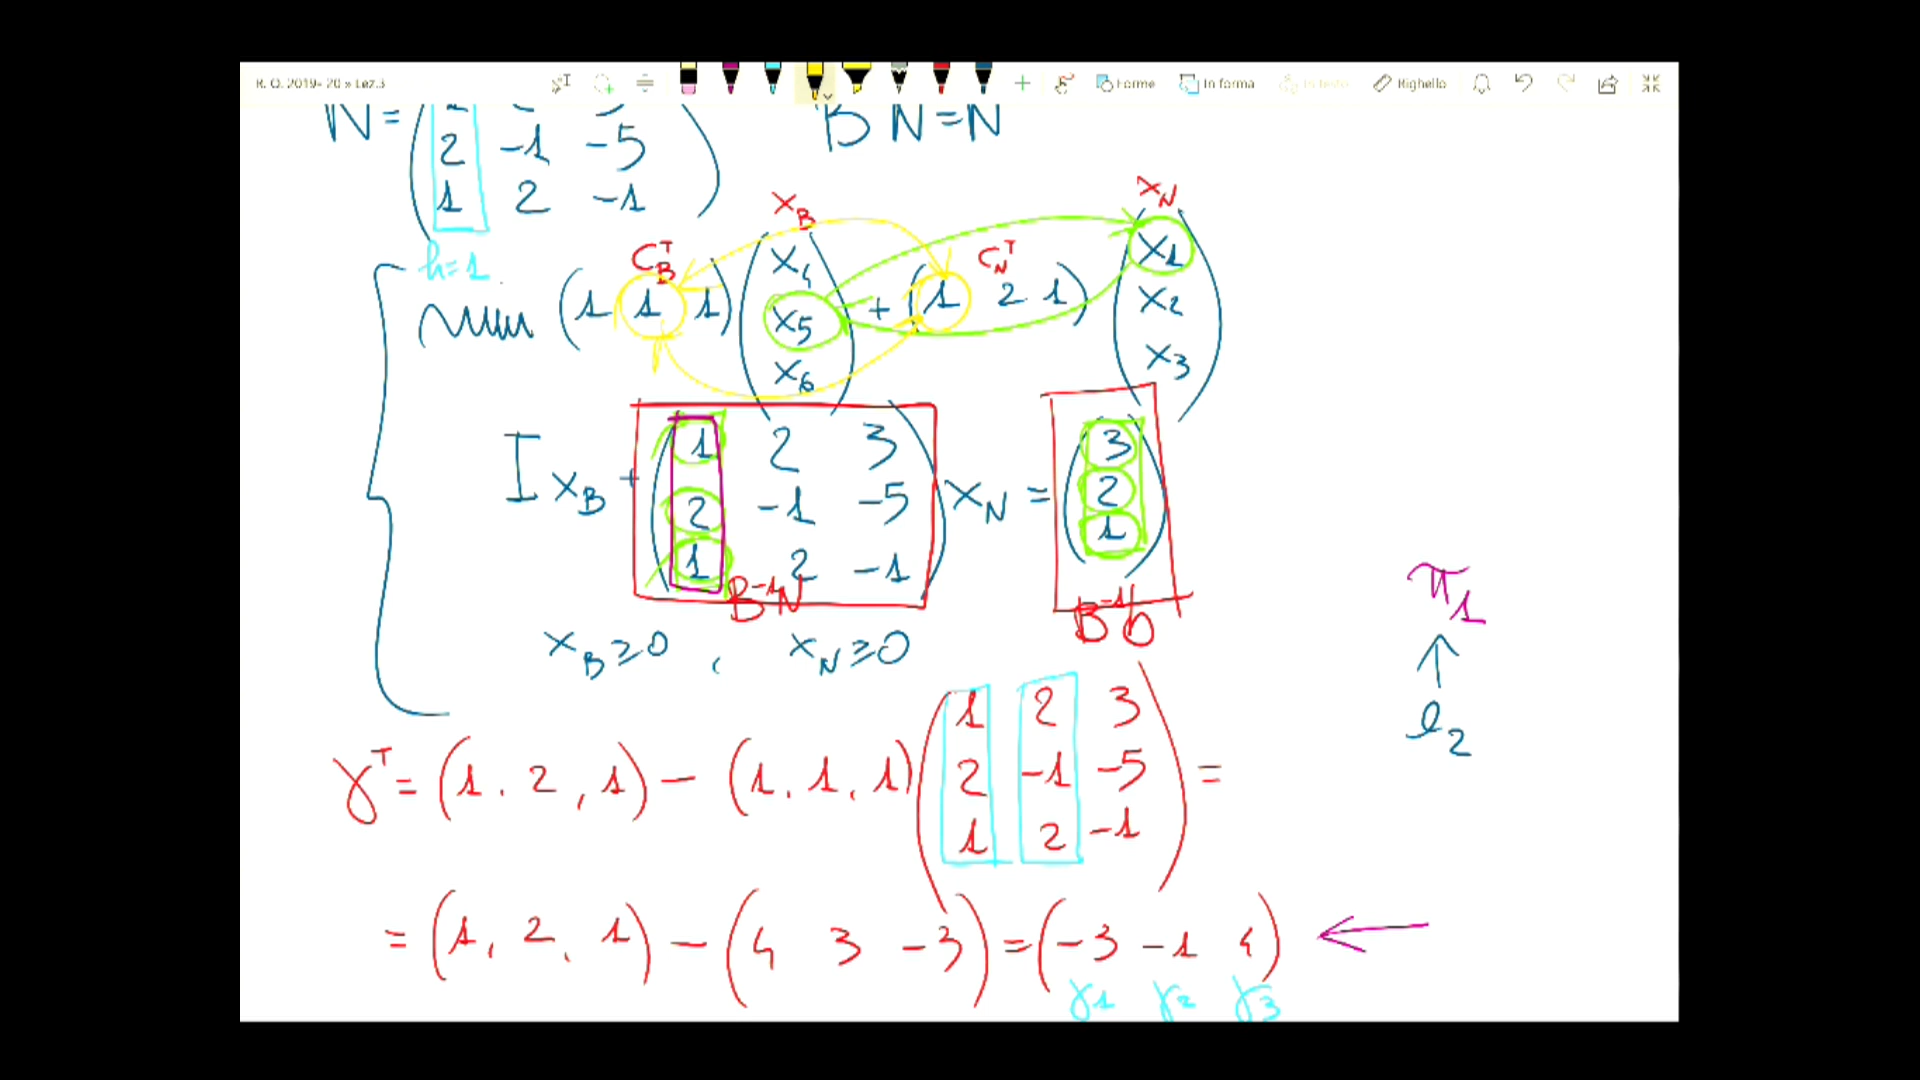 R. O. 2019-20 » Lez.3
Forme In forma In testo Righello
N = ( 2 -1 -5
1 2 -1 ) B N = N
h=1
x_B x_N
C_B^T C_N^T
min (1 1 1) ( x4 x5 x6 ) + (1 2 1) ( x1 x2 x3 )
I x_B + ( 1 2 3
2 -1 -5
1 2 -1 ) x_N = ( 3 2 1 )
B^-1 N B^-1 b
x_B ≥ 0 , x_N ≥ 0
π1
↑
l2
γ^T = (1, 2, 1) - (1, 1, 1) ( 1 2 3
2 -1 -5
1 2 -1 ) =
= (1, 2, 1) - (4 3 -3) = (-3 -1 4) ←
γ1 γ2 γ3